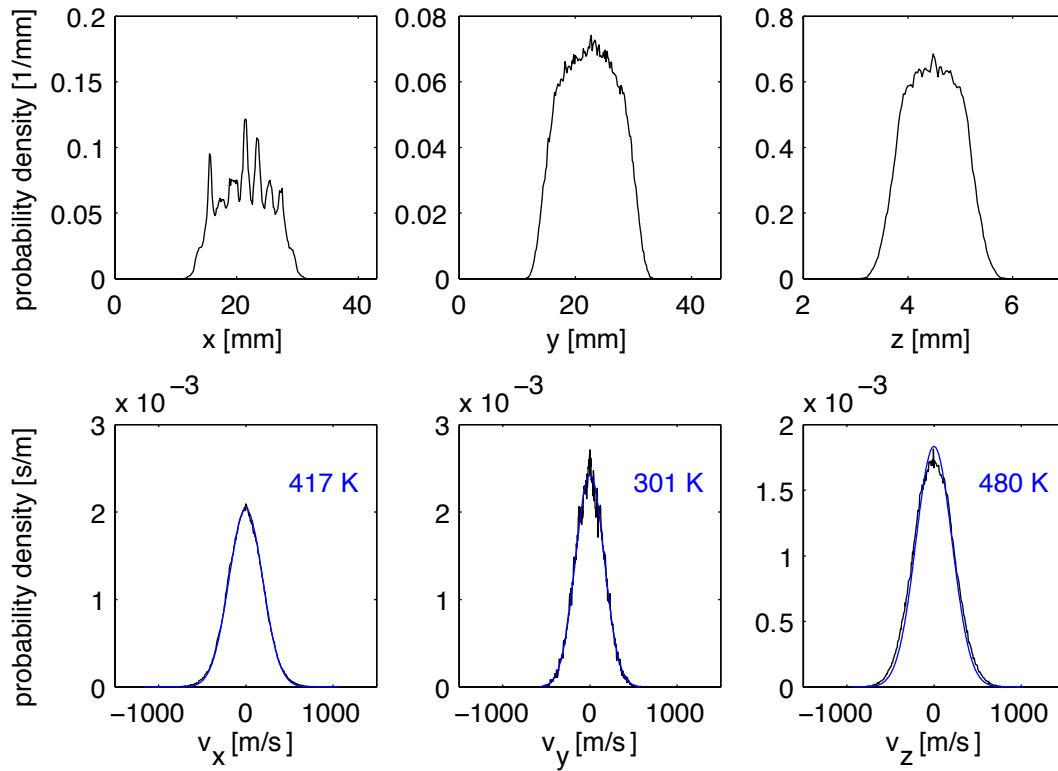 probability density [1/mm]
0.2
0.15
0.1
0.05
0
0 20 40
x [mm]
0.08
0.06
0.04
0.02
0
0 20 40
y [mm]
0.8
0.6
0.4
0.2
0
2 4 6
z [mm]
probability density [s/m]
x 10 −3
3
2
1
0
417 K
−1000 0 1000
v x [m/s]
x 10 −3
3
2
1
0
301 K
−1000 0 1000
v y [m/s]
x 10 −3
2
1.5
1
0.5
0
480 K
−1000 0 1000
v z [m/s]